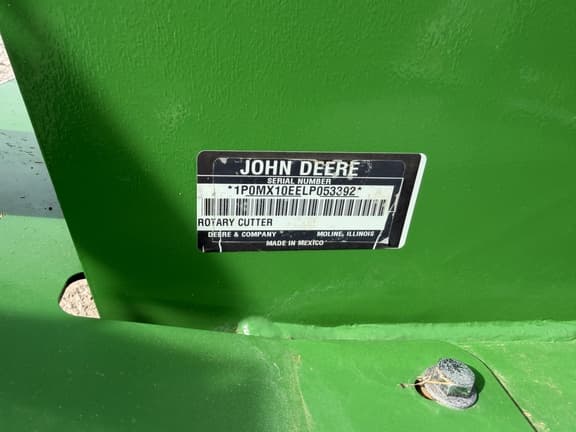 JOHN DEERE
SERIAL NUMBER
*1P0MX10EELP053392*
ROTARY CUTTER
DEERE & COMPANY MOLINE, ILLINOIS
MADE IN MEXICO